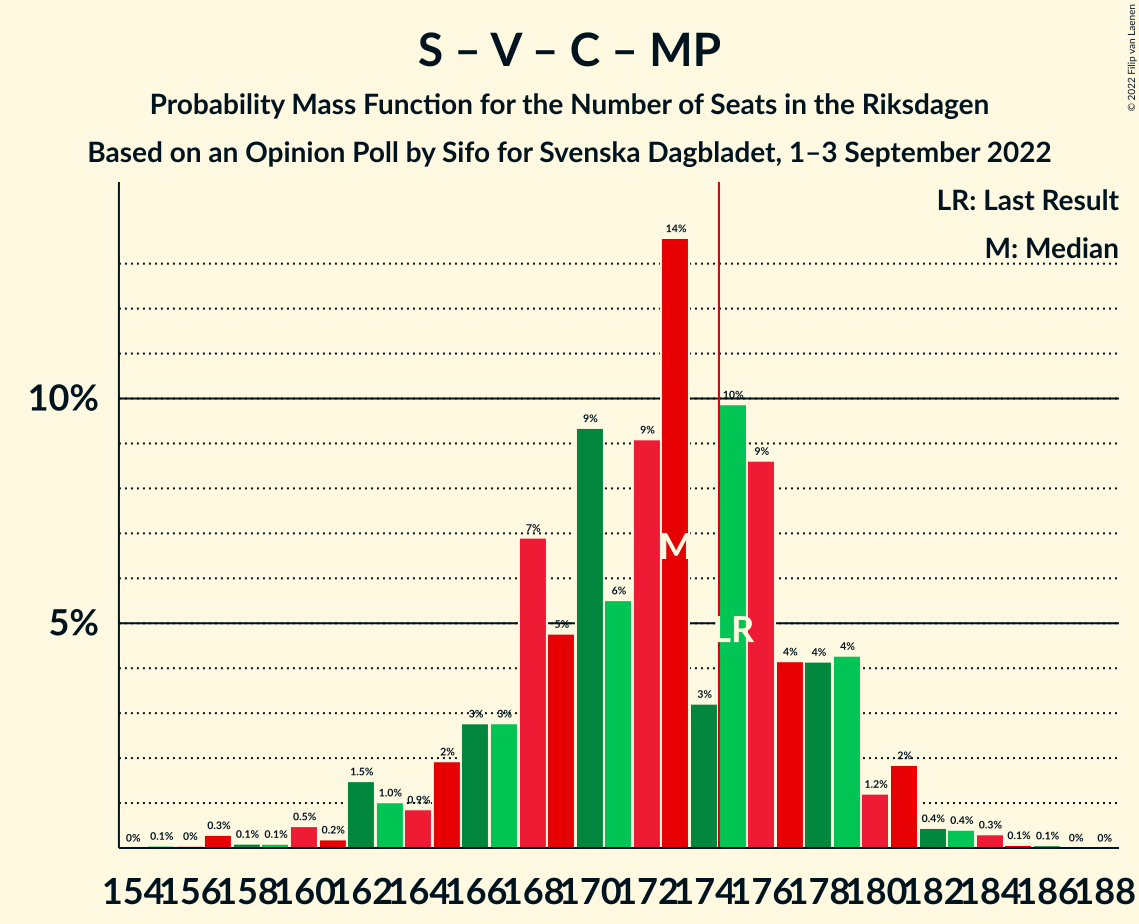 S – V – C – MP
Probability Mass Function for the Number of Seats in the Riksdagen
Based on an Opinion Poll by Sifo for Svenska Dagbladet, 1–3 September 2022
© 2022 Filip van Laenen
LR: Last Result
M: Median
10%
5%
0% 0.1% 0% 0.3% 0.1% 0.1% 0.5% 0.2% 1.5% 1.0% 0.9% 2% 3% 3% 7% 5% 9% 6% 9% 14% 3% 10% 9% 4% 4% 4% 1.2% 2% 0.4% 0.4% 0.3% 0.1% 0.1% 0% 0%
M
LR
154 156 158 160 162 164 166 168 170 172 174 176 178 180 182 184 186 188